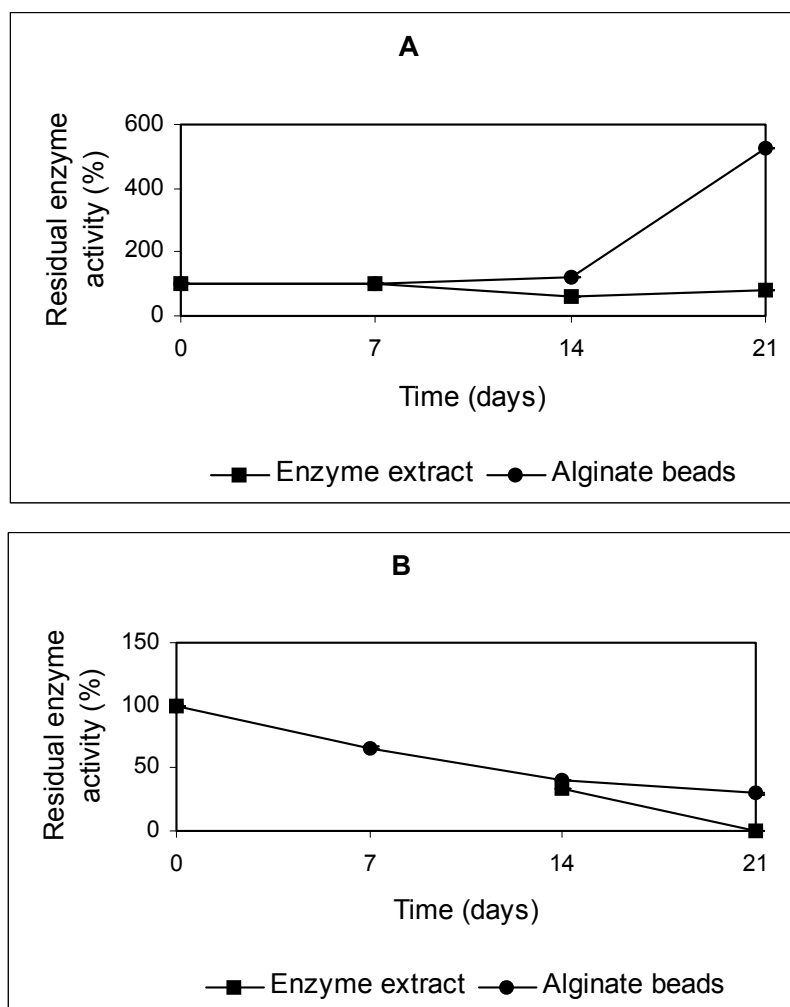 A
Residual enzyme
activity (%)
600
400
200
0
0 7 14 21
Time (days)
Enzyme extract Alginate beads
B
Residual enzyme
activity (%)
150
100
50
0
0 7 14 21
Time (days)
Enzyme extract Alginate beads